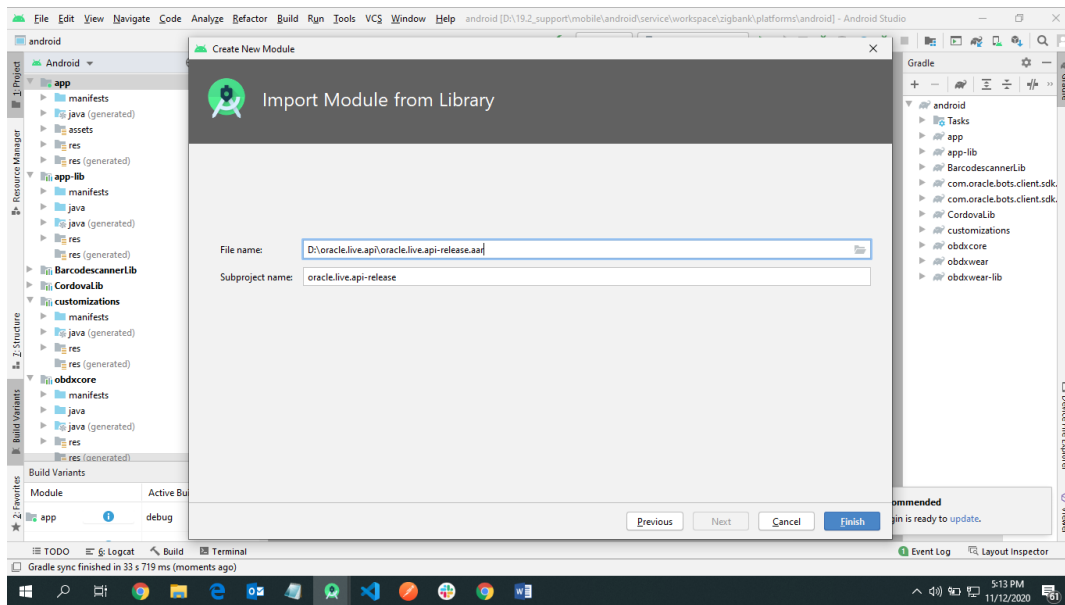 File Edit View Navigate Code Analyze Refactor Build Run Tools VCS Window Help android [D:\19.2_support\mobile\android\service\workspace\zigbank\platforms\android] - Android Studio
android
Create New Module
Import Module from Library
File name: D:\oracle.live.api\oracle.live.api-release.aar
Subproject name: oracle.live.api-release
Previous Next Cancel Finish
1: Project
Resource Manager
Z: Structure
Build Variants
2: Favorites
Android
app
manifests
java (generated)
assets
res
res (generated)
app-lib
manifests
java
java (generated)
res
res (generated)
BarcodescannerLib
CordovaLib
customizations
manifests
java (generated)
res
res (generated)
obdxcore
manifests
java
java (generated)
res
res (generated)
Build Variants
Module Active Bui
app debug
Gradle
android
Tasks
app
app-lib
BarcodescannerLib
com.oracle.bots.client.sdk.
com.oracle.bots.client.sdk.
CordovaLib
customizations
obdxcore
obdxwear
obdxwear-lib
ommended
gin is ready to update.
TODO 6: Logcat Build Terminal
1 Event Log Layout Inspector
Gradle sync finished in 33 s 719 ms (moments ago)
5:13 PM
11/12/2020
61